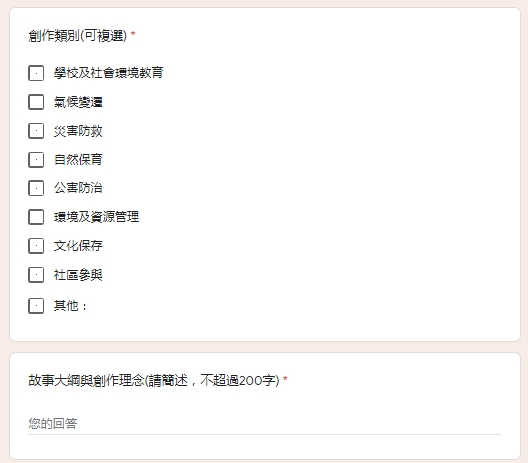 創作類別(可複選) *
學校及社會環境教育
氣候變遷
災害防救
自然保育
公害防治
環境及資源管理
文化保存
社區參與
其他：
故事大綱與創作理念(請簡述，不超過200字) *
您的回答